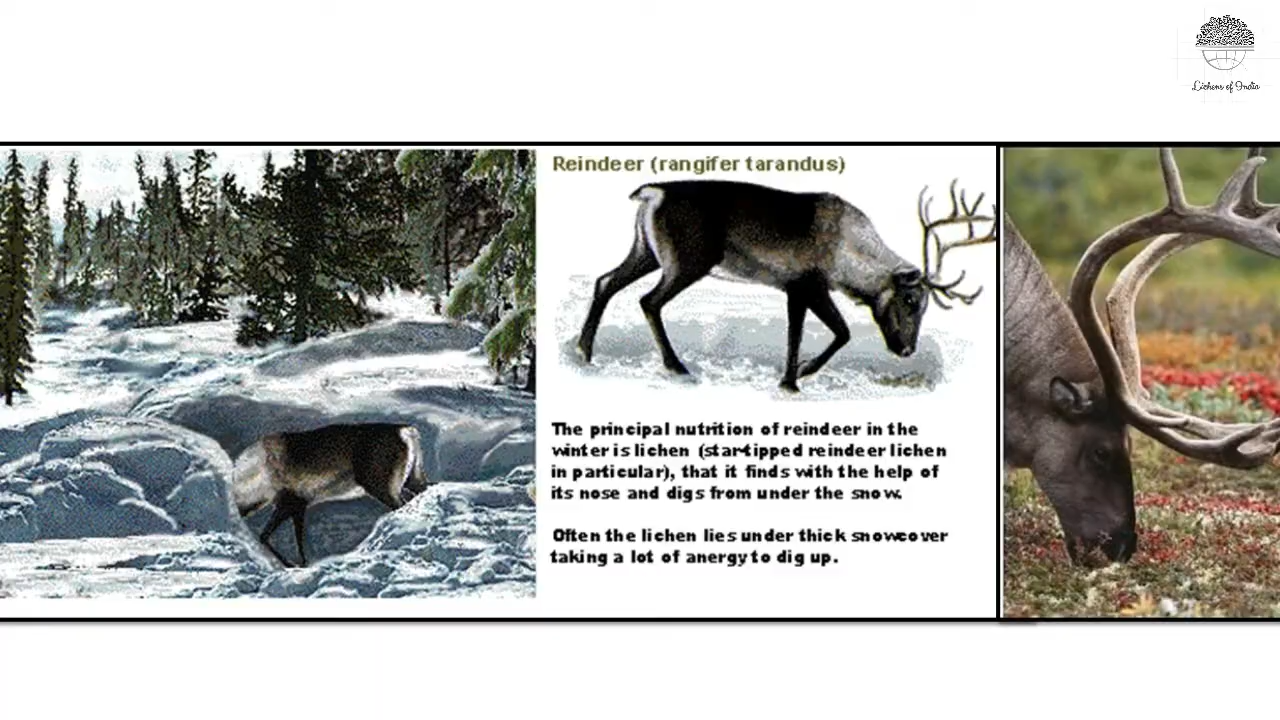 Lichens of India
Reindeer (rangifer tarandus)
The principal nutrition of reindeer in the
winter is lichen (star-tipped reindeer lichen
in particular), that it finds with the help of
its nose and digs from under the snow.
Often the lichen lies under thick snowcover
taking a lot of anergy to dig up.